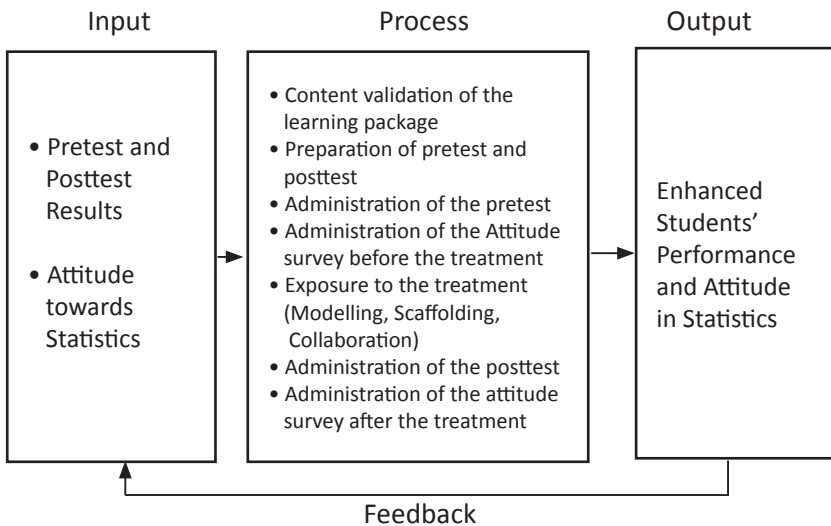 Input
Process
Output
• Pretest and
Posttest
Results
• Attitude
towards
Statistics
• Content validation of the
learning package
• Preparation of pretest and
posttest
• Administration of the pretest
• Administration of the Attitude
survey before the treatment
• Exposure to the treatment
(Modelling, Scaffolding,
Collaboration)
• Administration of the posttest
• Administration of the attitude
survey after the treatment
Enhanced
Students’
Performance
and Attitude
in Statistics
Feedback